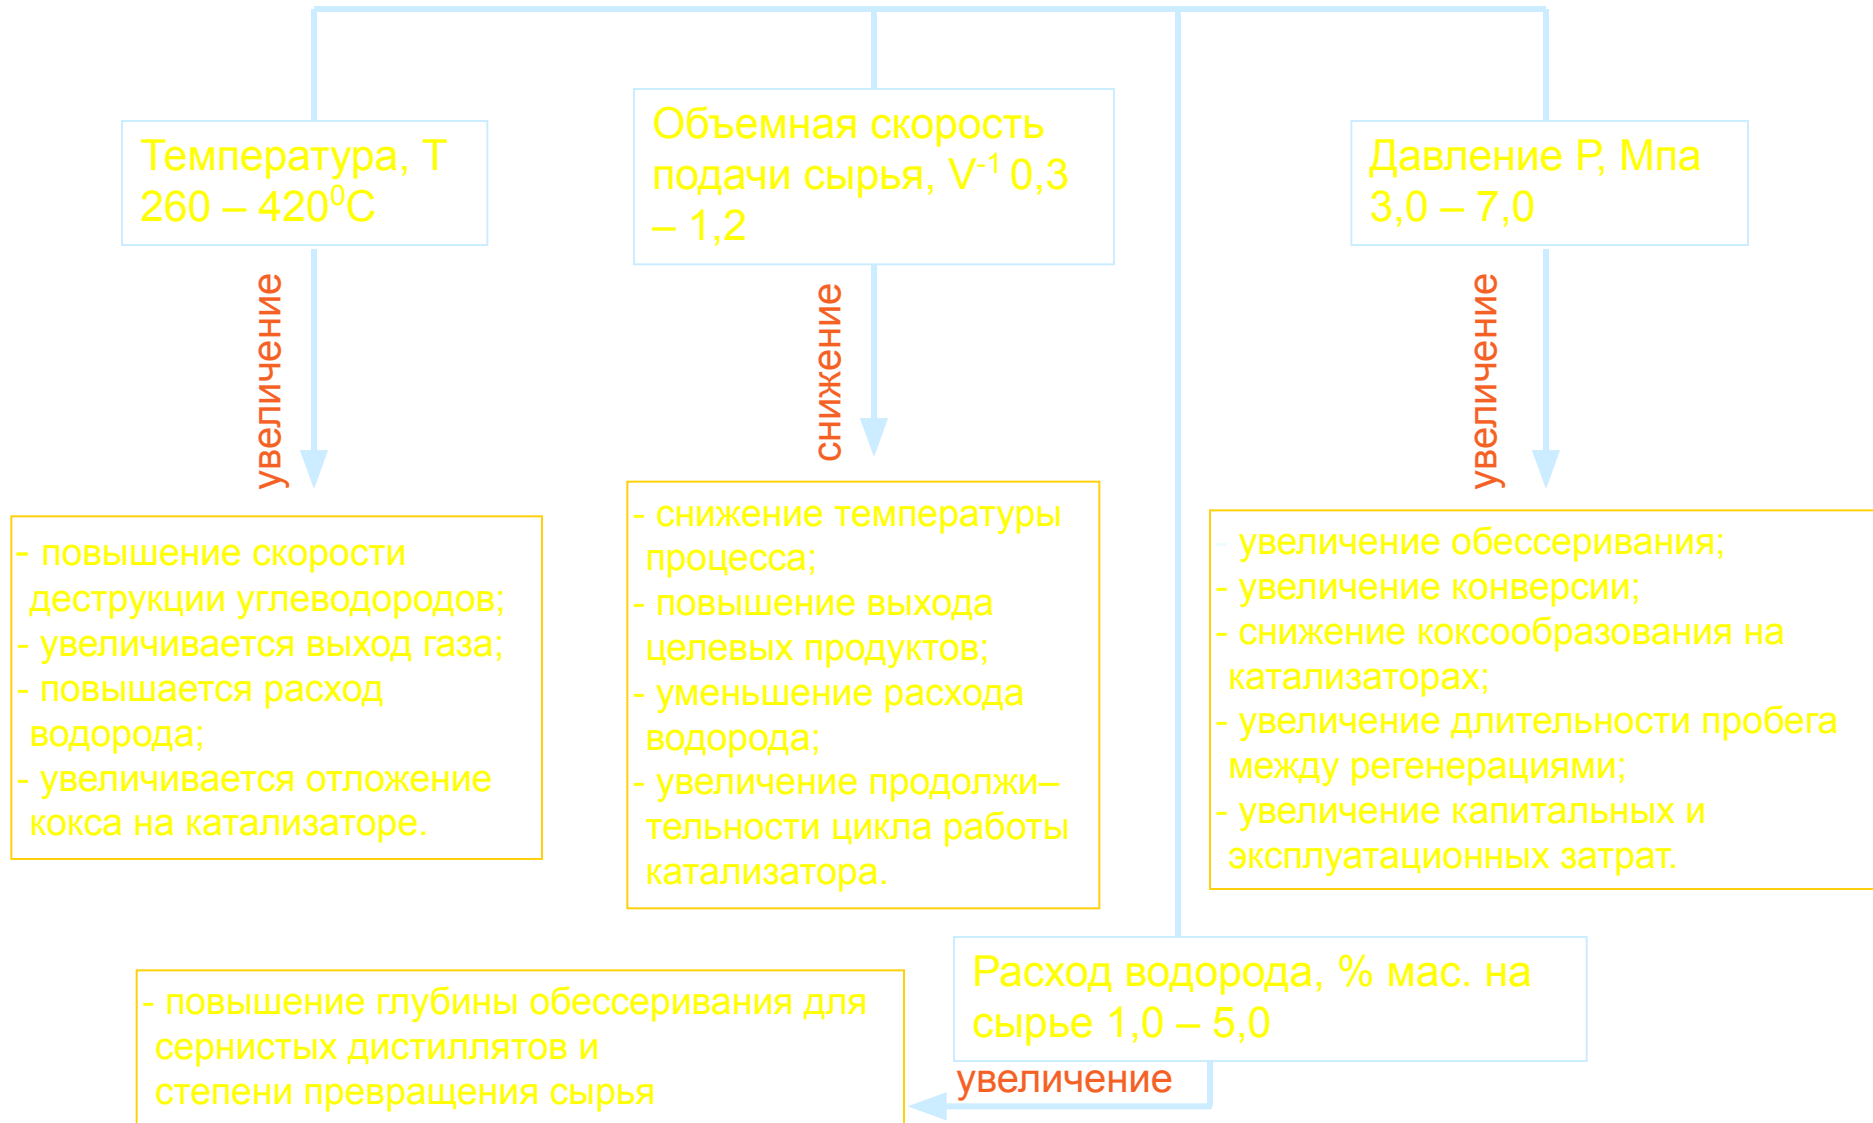 Температура, Т
260 – 420⁰С
увеличение
- повышение скорости
деструкции углеводородов;
- увеличивается выход газа;
- повышается расход
водорода;
- увеличивается отложение
кокса на катализаторе.
Объемная скорость
подачи сырья, V⁻¹ 0,3
– 1,2
снижение
- снижение температуры
процесса;
- повышение выхода
целевых продуктов;
- уменьшение расхода
водорода;
- увеличение продолжи–
тельности цикла работы
катализатора.
Давление Р, Мпа
3,0 – 7,0
увеличение
- увеличение обессеривания;
- увеличение конверсии;
- снижение коксообразования на
катализаторах;
- увеличение длительности пробега
между регенерациями;
- увеличение капитальных и
эксплуатационных затрат.
Расход водорода, % мас. на
сырье 1,0 – 5,0
увеличение
- повышение глубины обессеривания для
сернистых дистиллятов и
степени превращения сырья